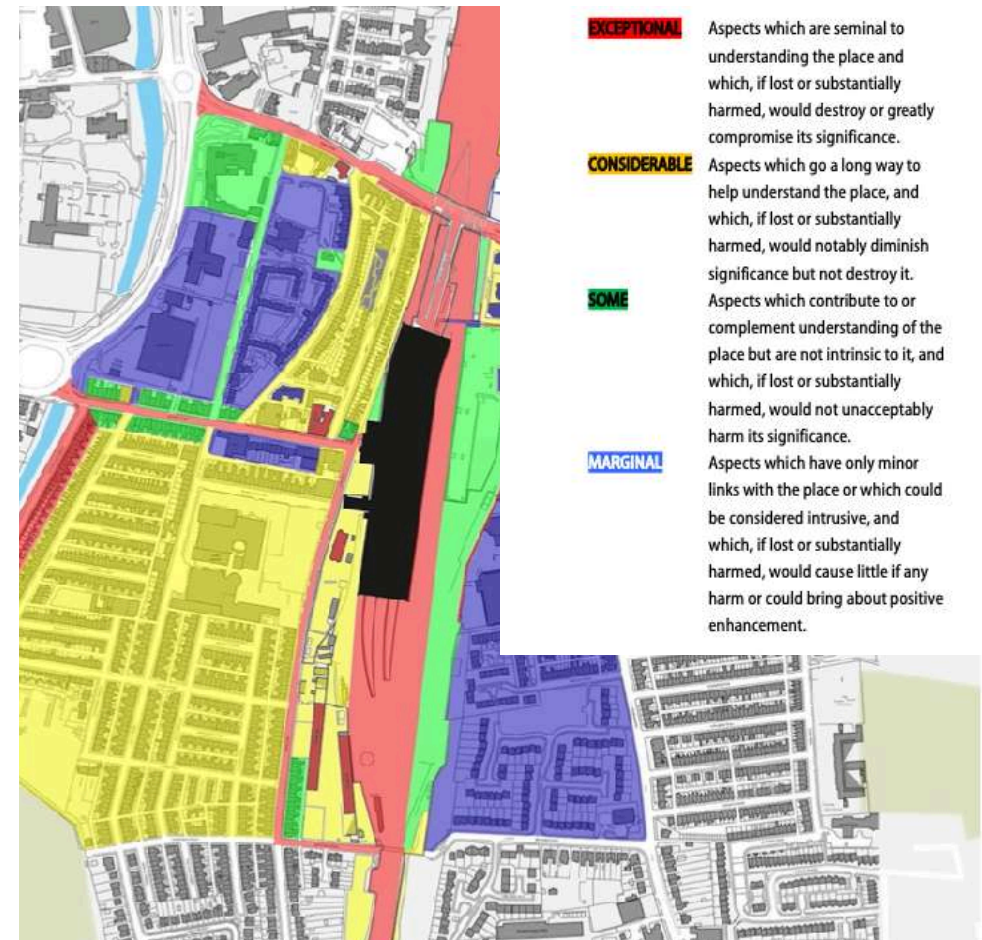 EXCEPTIONAL Aspects which are seminal to
understanding the place and
which, if lost or substantially
harmed, would destroy or greatly
compromise its significance.
CONSIDERABLE Aspects which go a long way to
help understand the place, and
which, if lost or substantially
harmed, would notably diminish
significance but not destroy it.
SOME Aspects which contribute to or
complement understanding of the
place but are not intrinsic to it, and
which, if lost or substantially
harmed, would not unacceptably
harm its significance.
MARGINAL Aspects which have only minor
links with the place or which could
be considered intrusive, and
which, if lost or substantially
harmed, would cause little if any
harm or could bring about positive
enhancement.